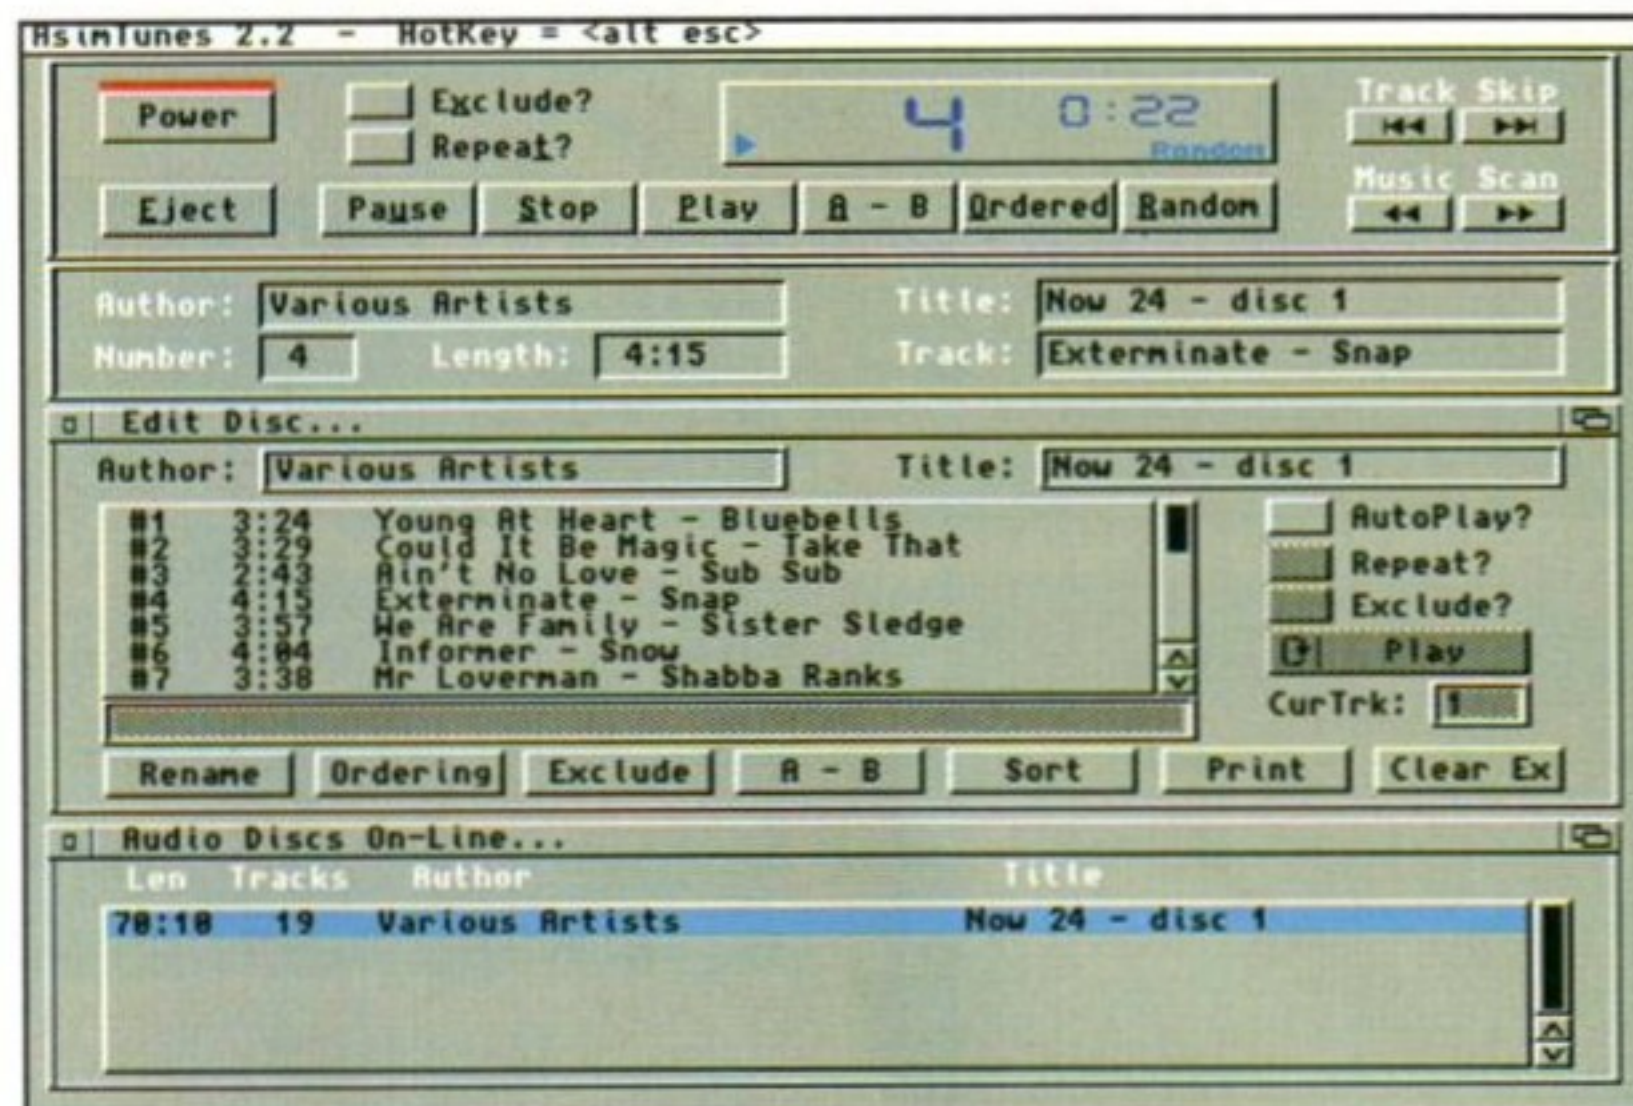 AsimTunes 2.2 - HotKey = <alt esc>
Power
Exclude?
Repeat?
4 0:22
Random
Track Skip
Eject Pause Stop Play A - B Ordered Random
Music Scan
Author: Various Artists Title: Now 24 - disc 1
Number: 4 Length: 4:15 Track: Exterminate - Snap
Edit Disc...
Author: Various Artists Title: Now 24 - disc 1
#1 3:24 Young At Heart - Bluebells
#2 3:29 Could It Be Magic - Take That
#3 2:43 Ain't No Love - Sub Sub
#4 4:15 Exterminate - Snap
#5 3:57 We Are Family - Sister Sledge
#6 4:04 Informer - Snow
#7 3:38 Mr Loverman - Shabba Ranks
AutoPlay?
Repeat?
Exclude?
Play
CurTrk: 1
Rename Ordering Exclude A - B Sort Print Clear Ex
Audio Discs On-Line...
Len Tracks Author Title
70:10 19 Various Artists Now 24 - disc 1